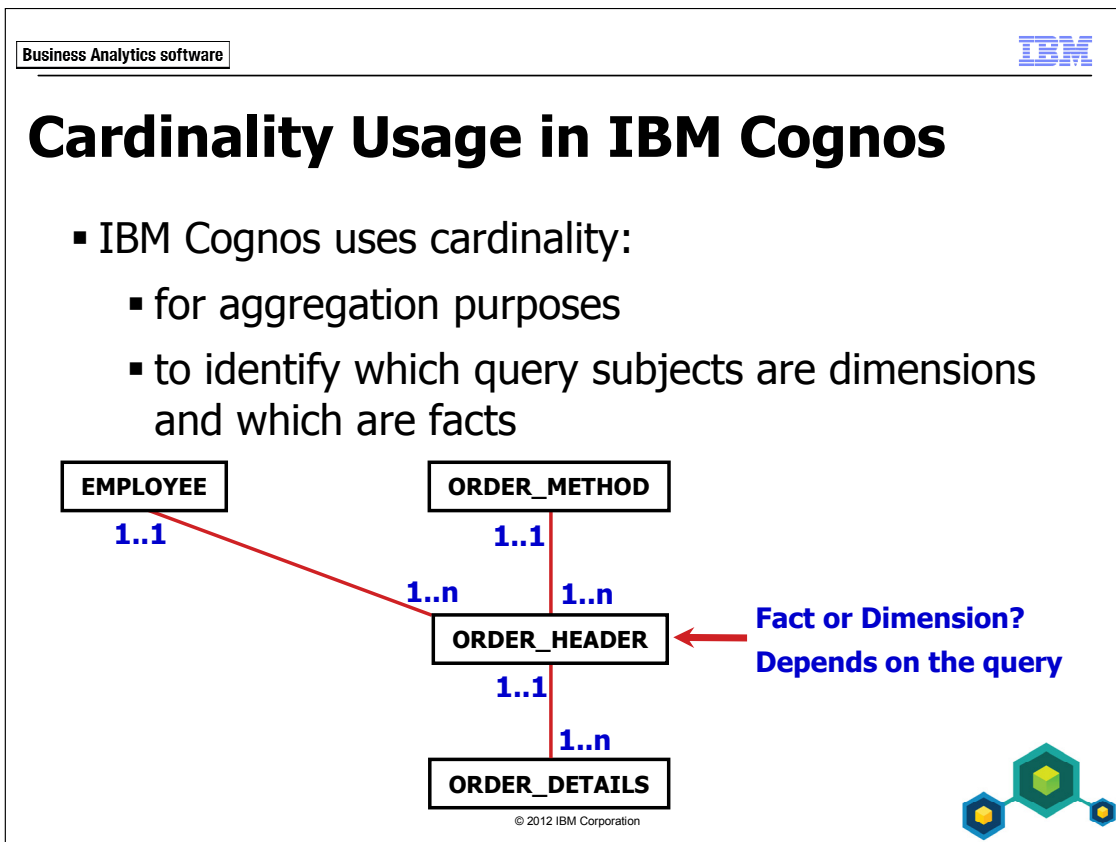 Business Analytics software
IBM
Cardinality Usage in IBM Cognos
▪ IBM Cognos uses cardinality:
▪ for aggregation purposes
▪ to identify which query subjects are dimensions
and which are facts
EMPLOYEE
ORDER_METHOD
1..1
1..1
1..n
1..n
ORDER_HEADER
Fact or Dimension?
Depends on the query
1..1
1..n
ORDER_DETAILS
© 2012 IBM Corporation